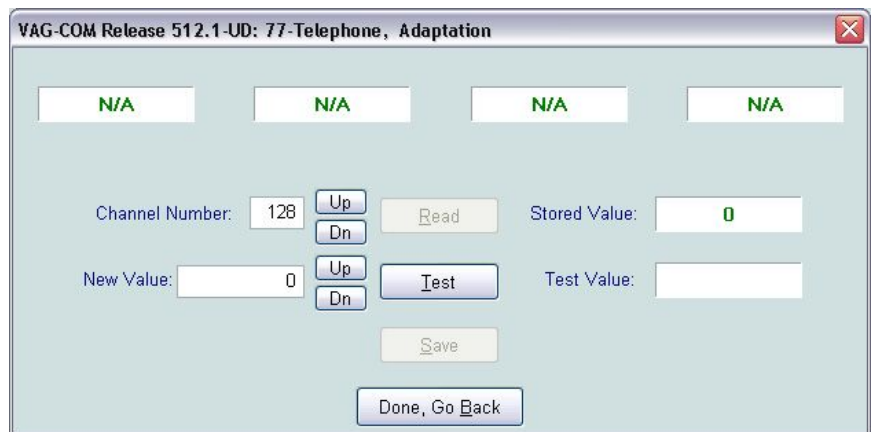 VAG-COM Release 512.1-UD: 77-Telephone, Adaptation
N/A N/A N/A N/A
Channel Number: 128 Up Dn Read Stored Value: 0
New Value: 0 Up Dn Test Test Value:
Save
Done, Go Back